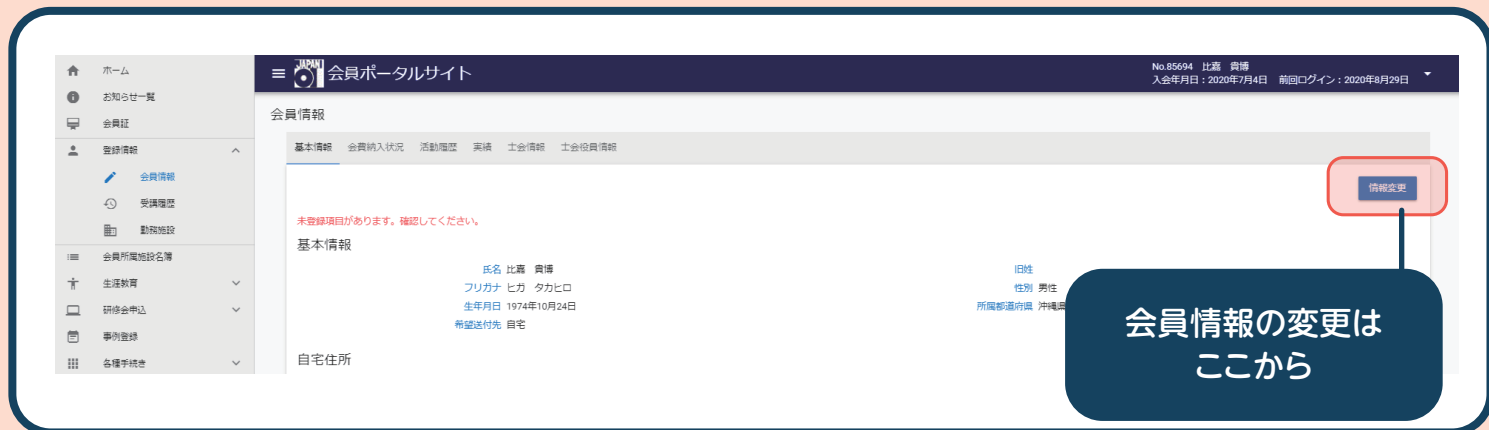 ホーム
お知らせ一覧
会員証
登録情報
会員情報
受講履歴
勤務施設
会員所属施設名簿
生涯教育
研修会申込
事例登録
各種手続き
JAPAN
会員ポータルサイト
No.85694 比嘉 貴博
入会年月日：2020年7月4日 前回ログイン：2020年8月29日
会員情報
基本情報 会費納入状況 活動履歴 実績 士会情報 士会役員情報
情報変更
未登録項目があります。確認してください。
基本情報
氏名 比嘉 貴博
旧姓
フリガナ ヒガ タカヒロ
性別 男性
生年月日 1974年10月24日
所属都道府県 沖縄県
希望送付先 自宅
自宅住所
会員情報の変更は
ここから